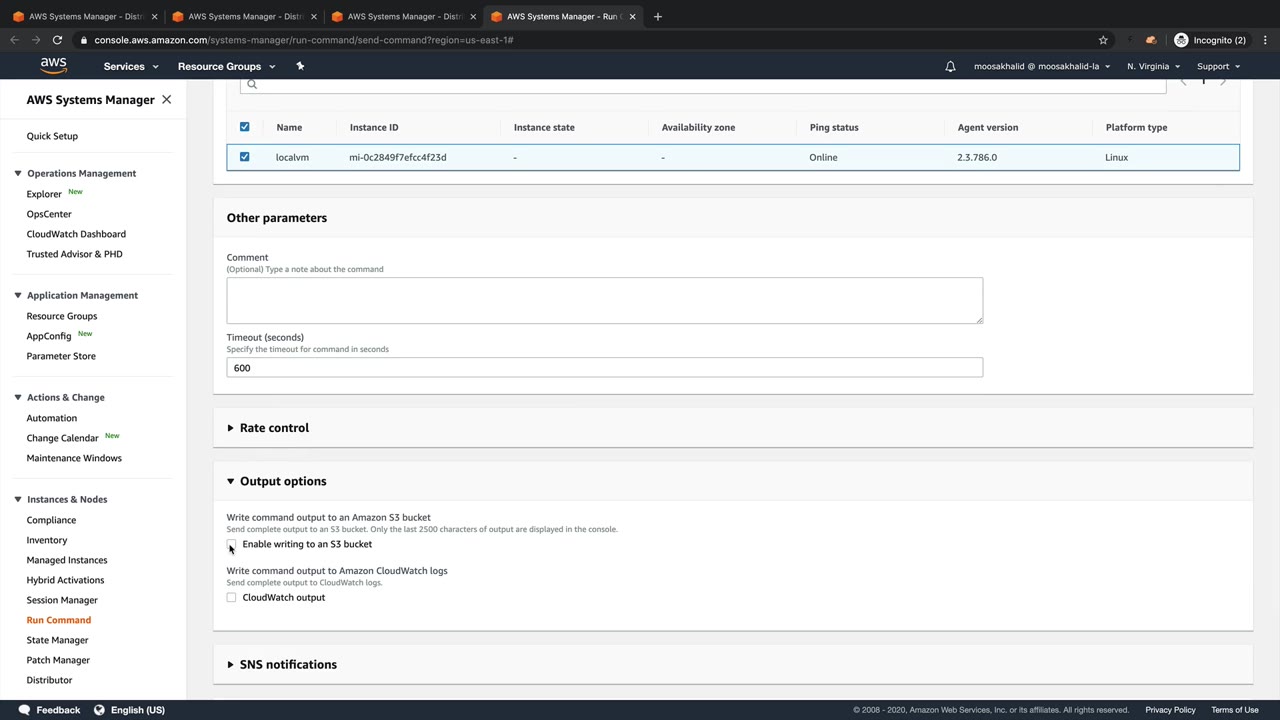 AWS Systems Manager - Distri
AWS Systems Manager - Distri
AWS Systems Manager - Distri
AWS Systems Manager - Run C
console.aws.amazon.com/systems-manager/run-command/send-command?region=us-east-1#
Incognito (2)
aws
Services
Resource Groups
moosakhalid @ moosakhalid-la
N. Virginia
Support
AWS Systems Manager
Quick Setup
Operations Management
Explorer New
OpsCenter
CloudWatch Dashboard
Trusted Advisor & PHD
Application Management
Resource Groups
AppConfig New
Parameter Store
Actions & Change
Automation
Change Calendar New
Maintenance Windows
Instances & Nodes
Compliance
Inventory
Managed Instances
Hybrid Activations
Session Manager
Run Command
State Manager
Patch Manager
Distributor
1
Name Instance ID Instance state Availability zone Ping status Agent version Platform type
localvm mi-0c2849f7efcc4f23d - - Online 2.3.786.0 Linux
Other parameters
Comment
(Optional) Type a note about the command
Timeout (seconds)
Specify the timeout for command in seconds
600
Rate control
Output options
Write command output to an Amazon S3 bucket
Send complete output to an S3 bucket. Only the last 2500 characters of output are displayed in the console.
Enable writing to an S3 bucket
Write command output to Amazon CloudWatch logs
Send complete output to CloudWatch logs.
CloudWatch output
SNS notifications
Feedback
English (US)
© 2008 - 2020, Amazon Web Services, Inc. or its affiliates. All rights reserved.
Privacy Policy
Terms of Use